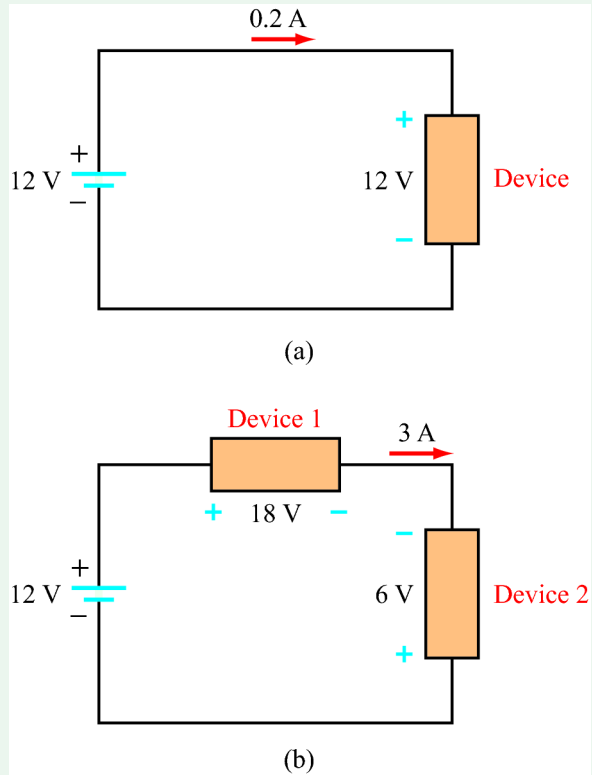 0.2 A
+
+
12 V
12 V
Device
−
−
(a)
Device 1
3 A
+ 18 V −
−
+
12 V
6 V
Device 2
−
+
(b)